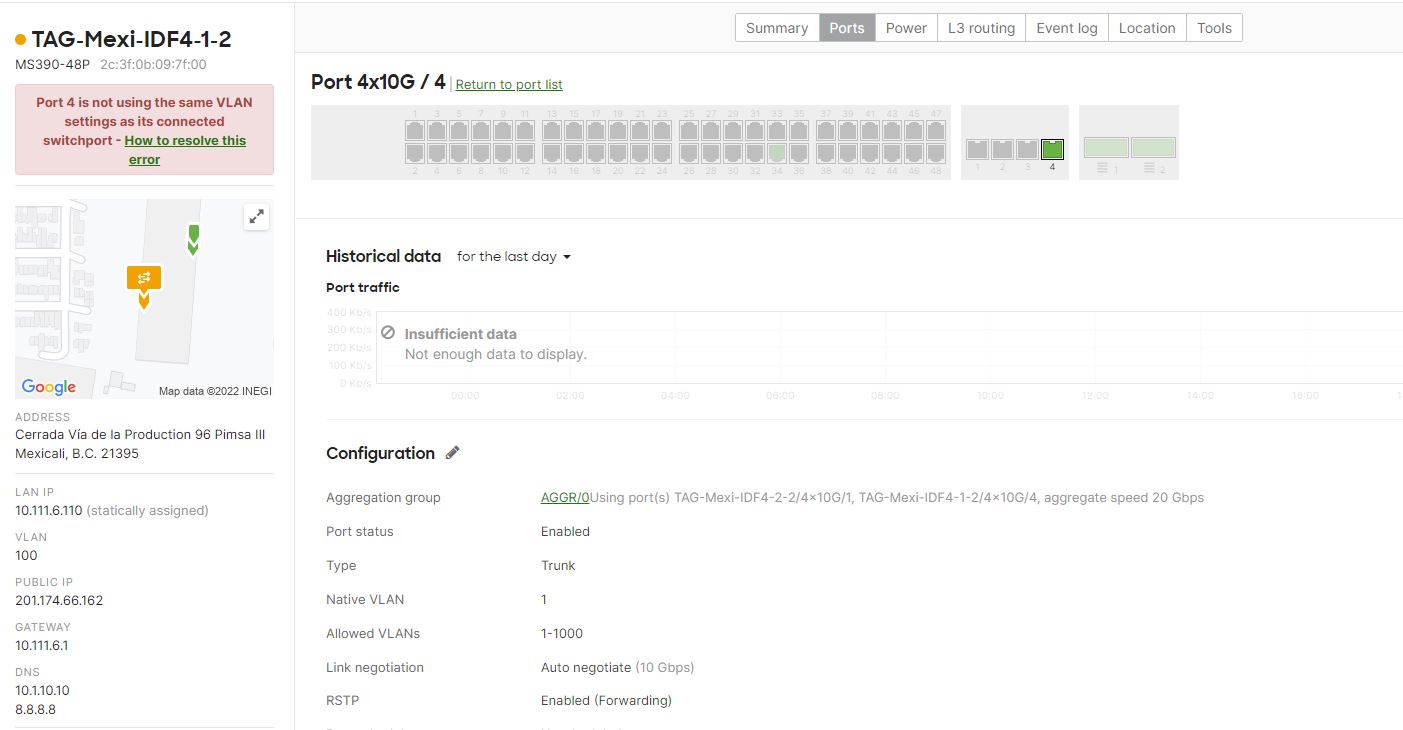 Summary Ports Power L3 routing Event log Location Tools
TAG-Mexi-IDF4-1-2
MS390-48P 2c:3f:0b:09:7f:00
Port 4 is not using the same VLAN
settings as its connected
switchport - How to resolve this
error
Google
Map data ©2022 INEGI
ADDRESS
Cerrada Vía de la Production 96 Pimsa III
Mexicali, B.C. 21395
LAN IP
10.111.6.110 (statically assigned)
VLAN
100
PUBLIC IP
201.174.66.162
GATEWAY
10.111.6.1
DNS
10.1.10.10
8.8.8.8
Port 4x10G / 4 | Return to port list
1 3 5 7 9 11 13 15 17 19 21 23 25 27 29 31 33 35 37 39 41 43 45 47
2 4 6 8 10 12 14 16 18 20 22 24 26 28 30 32 34 36 38 40 42 44 46 48
1 2 3 4
1 2
Historical data for the last day
Port traffic
400 Kb/s
300 Kb/s
200 Kb/s
100 Kb/s
0 Kb/s
Insufficient data
Not enough data to display.
00:00 02:00 04:00 06:00 08:00 10:00 12:00 14:00 16:00
Configuration
Aggregation group AGGR/0Using port(s) TAG-Mexi-IDF4-2-2/4×10G/1, TAG-Mexi-IDF4-1-2/4×10G/4, aggregate speed 20 Gbps
Port status Enabled
Type Trunk
Native VLAN 1
Allowed VLANs 1-1000
Link negotiation Auto negotiate (10 Gbps)
RSTP Enabled (Forwarding)